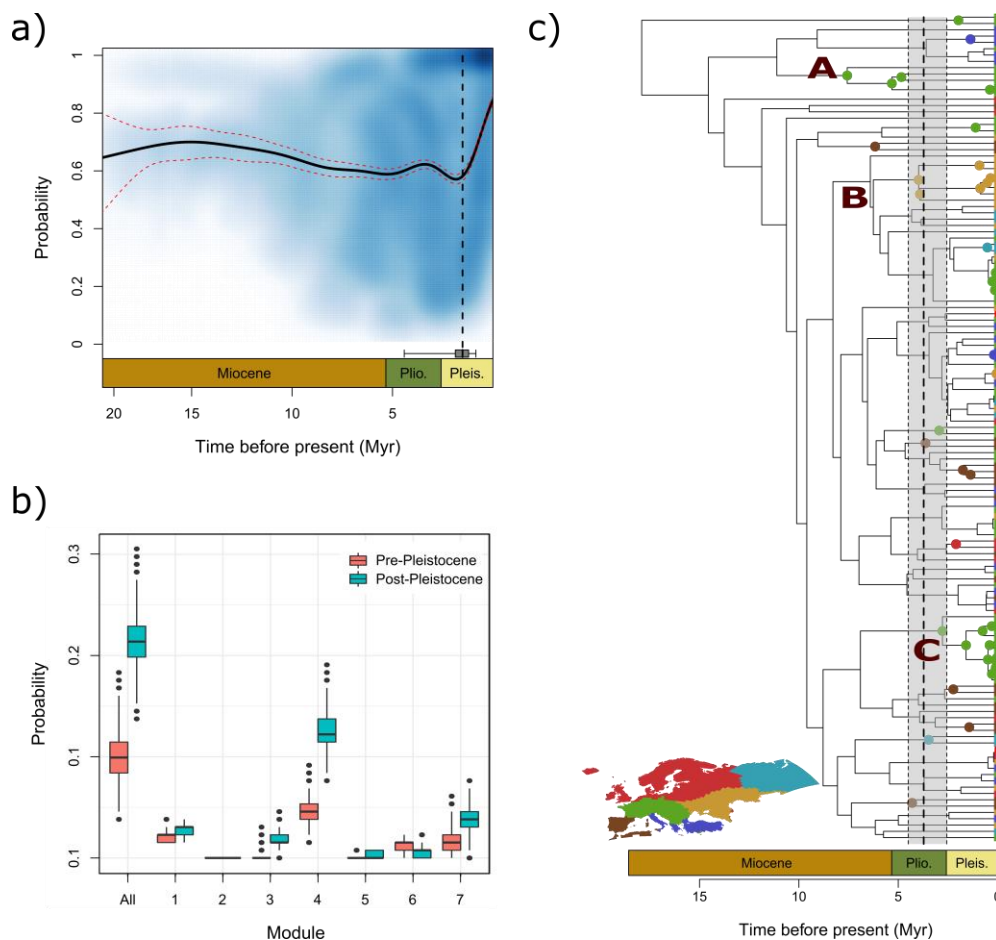 a)
1
0.8
0.6
0.4
0.2
0
Probability
Miocene
Plio.
Pleis.
20
15
10
5
Time before present (Myr)
b)
Pre-Pleistocene
Post-Pleistocene
0.3
0.2
0.1
0.1
Probability
All
1
2
3
4
5
6
7
Module
c)
A
B
C
Miocene
Plio.
Pleis.
15
10
5
0
Time before present (Myr)